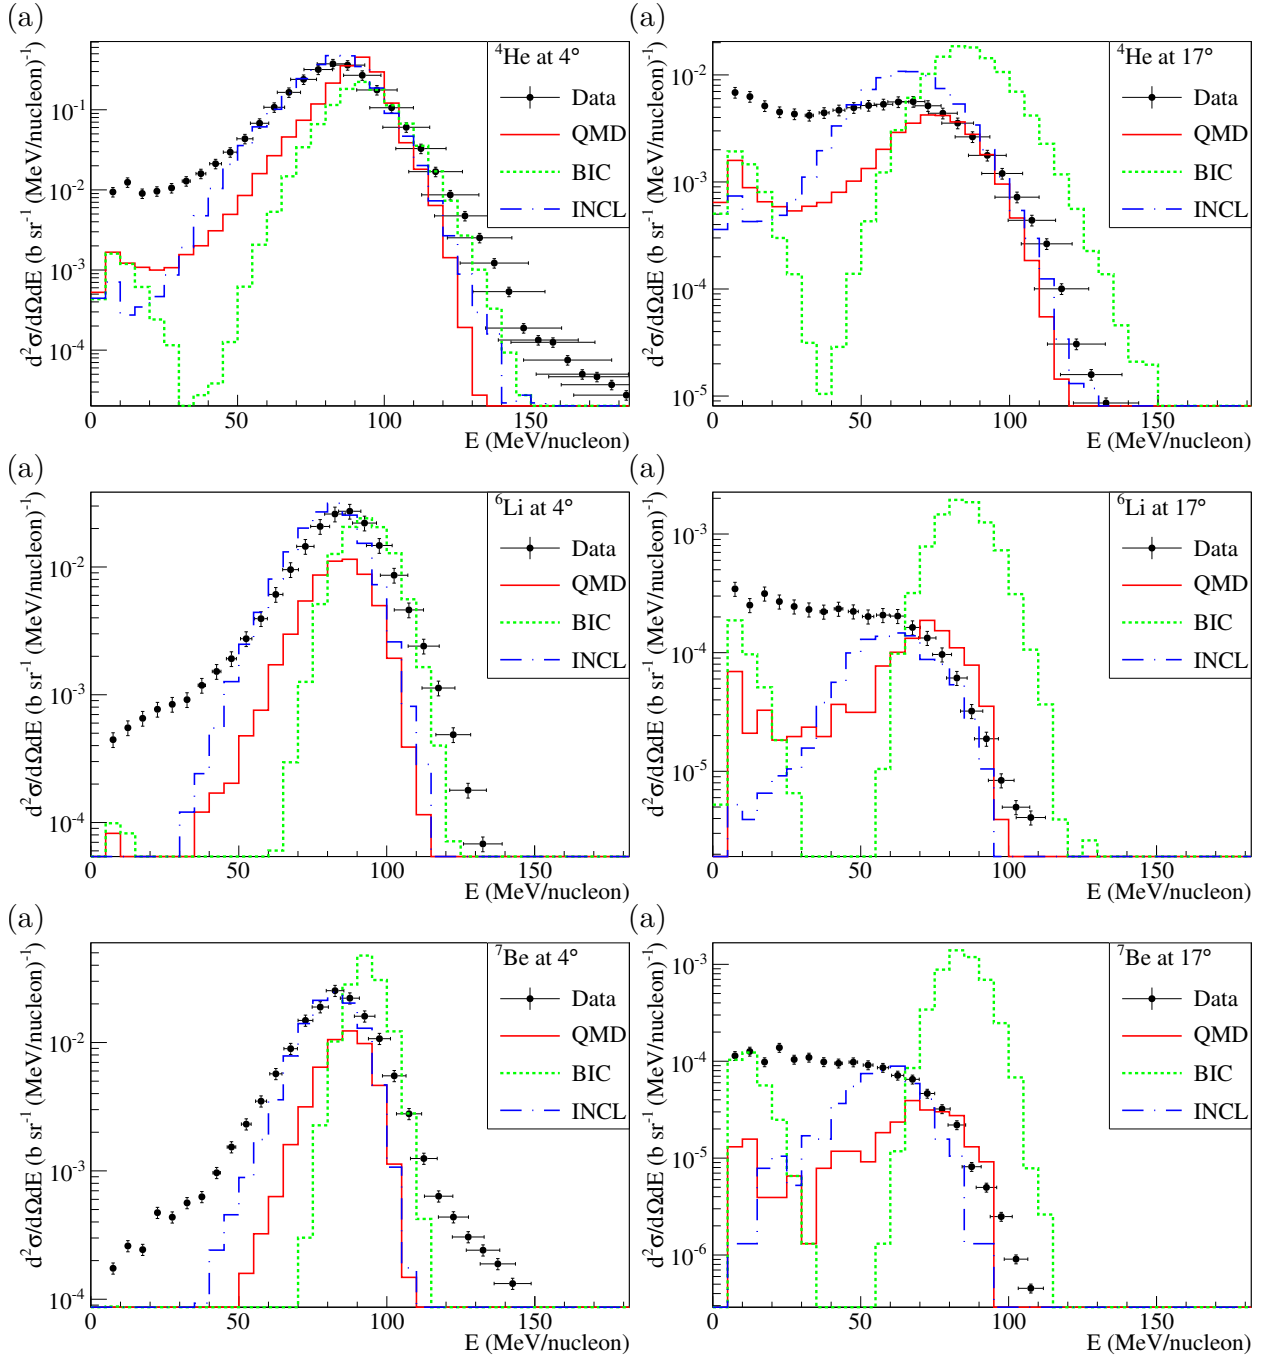 (a)
⁴He at 4°
Data
QMD
BIC
INCL
d²σ/dΩdE (b sr⁻¹ (MeV/nucleon)⁻¹)
10⁻¹
10⁻²
10⁻³
10⁻⁴
0 50 100 150
E (MeV/nucleon)
(a)
⁴He at 17°
Data
QMD
BIC
INCL
d²σ/dΩdE (b sr⁻¹ (MeV/nucleon)⁻¹)
10⁻²
10⁻³
10⁻⁴
10⁻⁵
0 50 100 150
E (MeV/nucleon)
(a)
⁶Li at 4°
Data
QMD
BIC
INCL
d²σ/dΩdE (b sr⁻¹ (MeV/nucleon)⁻¹)
10⁻²
10⁻³
10⁻⁴
0 50 100 150
E (MeV/nucleon)
(a)
⁶Li at 17°
Data
QMD
BIC
INCL
d²σ/dΩdE (b sr⁻¹ (MeV/nucleon)⁻¹)
10⁻³
10⁻⁴
10⁻⁵
0 50 100 150
E (MeV/nucleon)
(a)
⁷Be at 4°
Data
QMD
BIC
INCL
d²σ/dΩdE (b sr⁻¹ (MeV/nucleon)⁻¹)
10⁻²
10⁻³
10⁻⁴
0 50 100 150
E (MeV/nucleon)
(a)
⁷Be at 17°
Data
QMD
BIC
INCL
d²σ/dΩdE (b sr⁻¹ (MeV/nucleon)⁻¹)
10⁻³
10⁻⁴
10⁻⁵
10⁻⁶
0 50 100 150
E (MeV/nucleon)